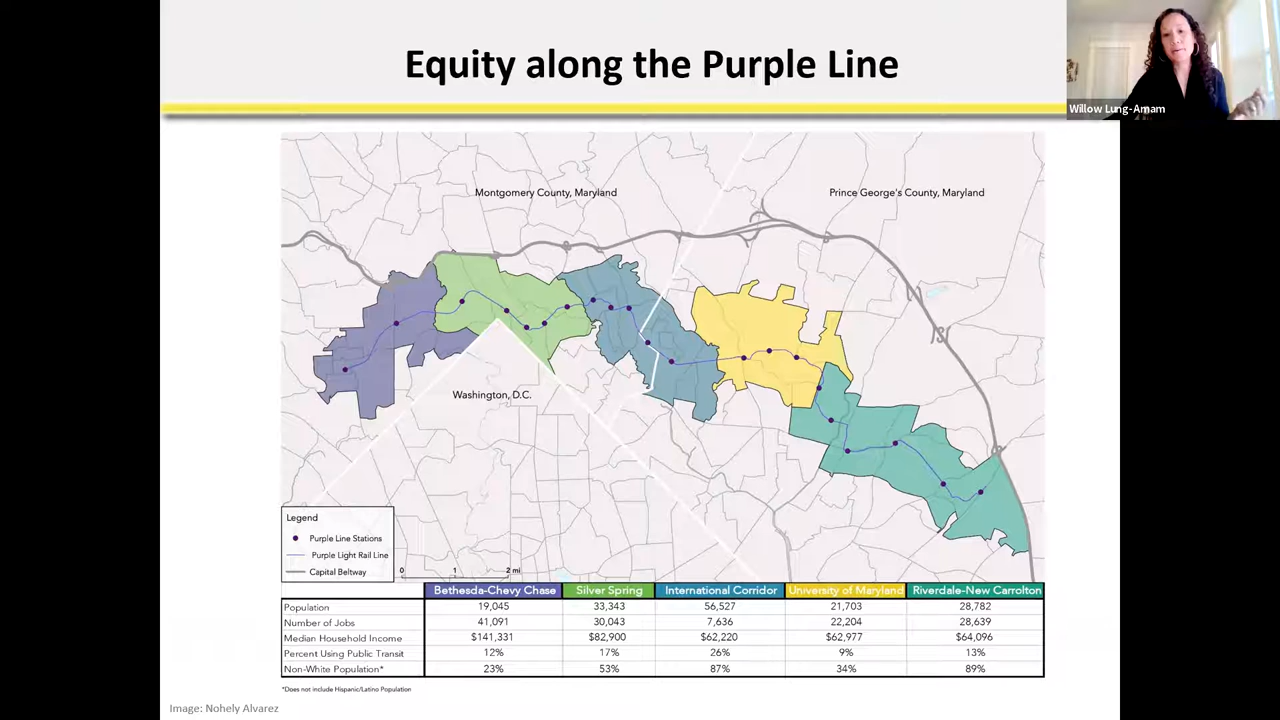 Equity along the Purple Line
Willow Lung-Amam
Montgomery County, Maryland
Prince George's County, Maryland
Washington, D.C.
Legend
Purple Line Stations
Purple Light Rail Line
Capital Beltway
0 1 2 mi
Bethesda-Chevy Chase Silver Spring International Corridor University of Maryland Riverdale-New Carrolton
Population 19,045 33,343 56,527 21,703 28,782
Number of Jobs 41,091 30,043 7,636 22,204 28,639
Median Household Income $141,331 $82,900 $62,220 $62,977 $64,096
Percent Using Public Transit 12% 17% 26% 9% 13%
Non-White Population* 23% 53% 87% 34% 89%
*Does not include Hispanic/Latino Population
Image: Nohely Alvarez